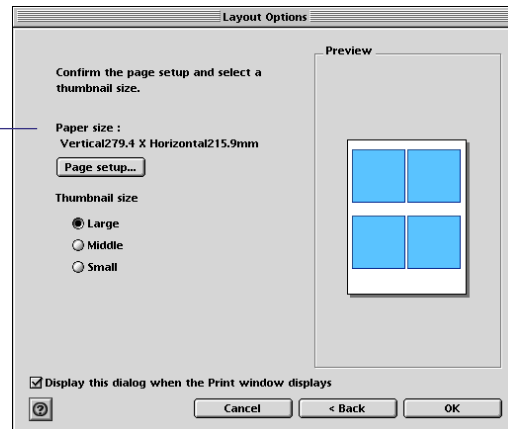 Layout Options
Confirm the page setup and select a
thumbnail size.
Paper size :
Vertical279.4 X Horizontal215.9mm
Page setup...
Thumbnail size
Large
Middle
Small
Preview
Display this dialog when the Print window displays
?
Cancel
< Back
OK